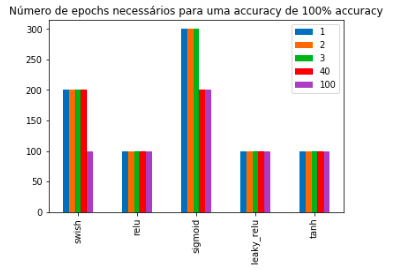 Número de epochs necessários para uma accuracy de 100% accuracy
300
250
200
150
100
50
0
1
2
3
40
100
swish
relu
sigmoid
leaky_relu
tanh